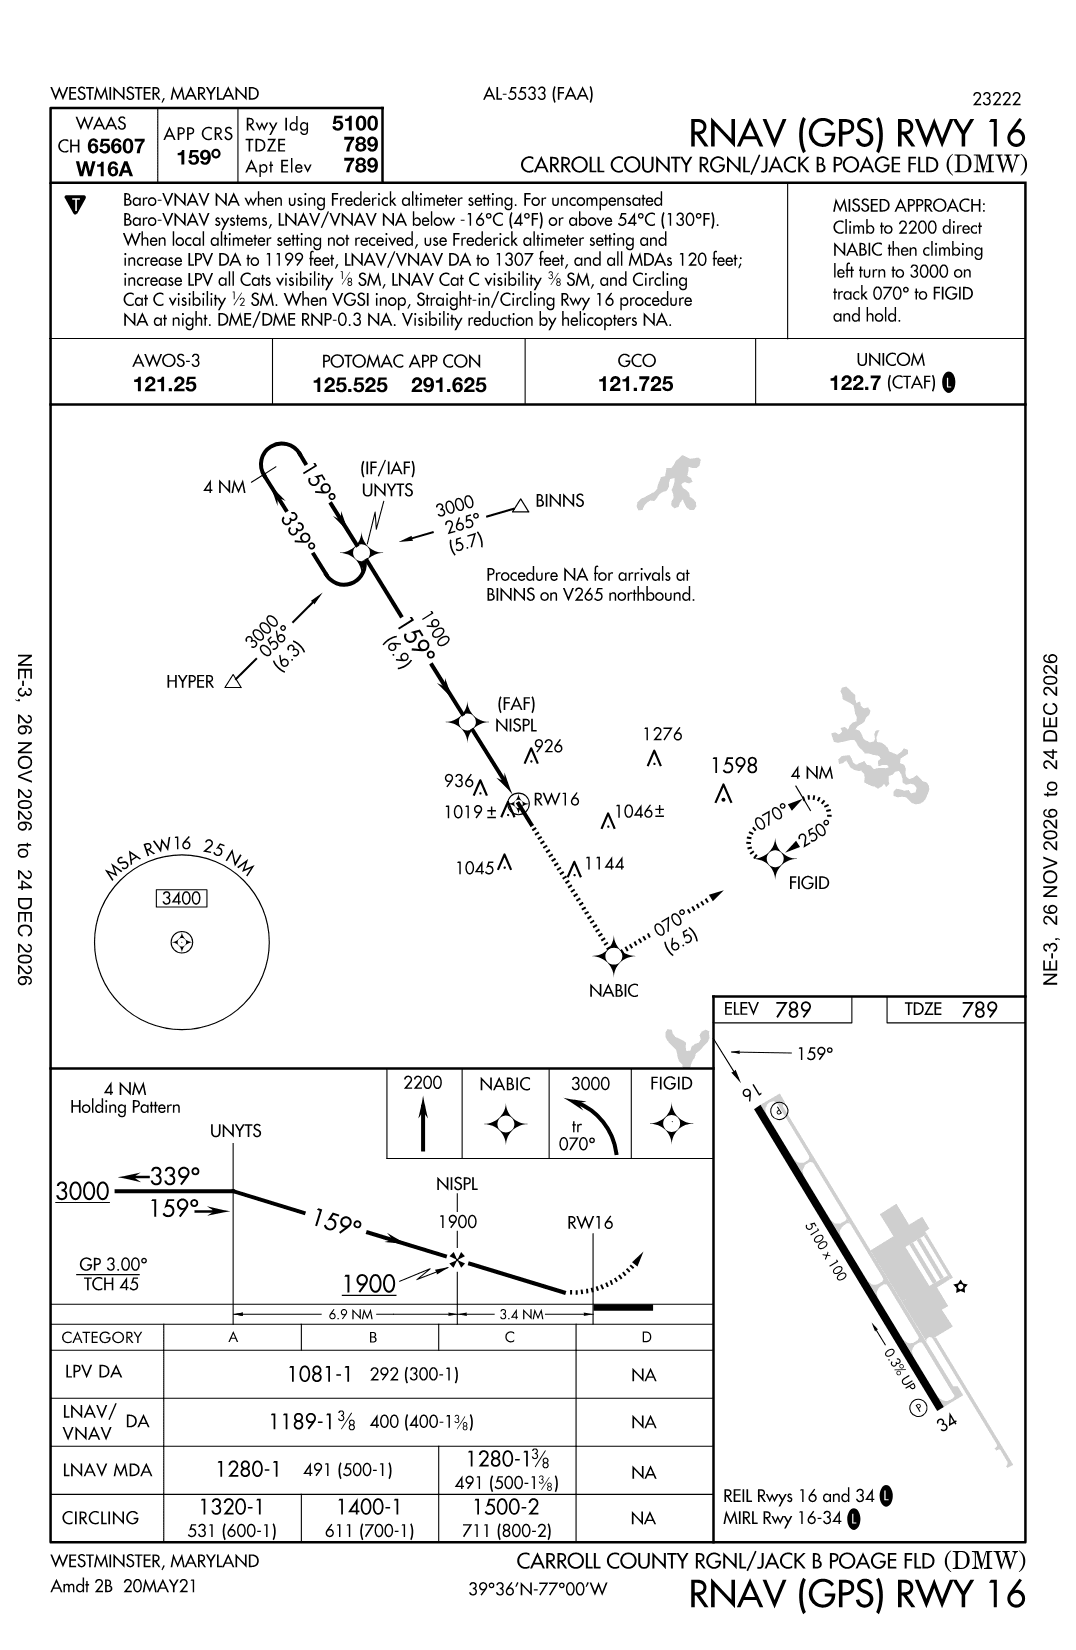 WESTMINSTER, MARYLAND
AL-5533 (FAA)
23222
WAAS
CH 65607
W16A
APP CRS
159°
Rwy ldg 5100
TDZE 789
Apt Elev 789
RNAV (GPS) RWY 16
CARROLL COUNTY RGNL/JACK B POAGE FLD (DMW)
T
Baro-VNAV NA when using Frederick altimeter setting. For uncompensated
Baro-VNAV systems, LNAV/VNAV NA below -16°C (4°F) or above 54°C (130°F).
When local altimeter setting not received, use Frederick altimeter setting and
increase LPV DA to 1199 feet, LNAV/VNAV DA to 1307 feet, and all MDAs 120 feet;
increase LPV all Cats visibility ⅛ SM, LNAV Cat C visibility ⅜ SM, and Circling
Cat C visibility ½ SM. When VGSI inop, Straight-in/Circling Rwy 16 procedure
NA at night. DME/DME RNP-0.3 NA. Visibility reduction by helicopters NA.
MISSED APPROACH:
Climb to 2200 direct
NABIC then climbing
left turn to 3000 on
track 070° to FIGID
and hold.
AWOS-3
121.25
POTOMAC APP CON
125.525 291.625
GCO
121.725
UNICOM
122.7 (CTAF) L
4 NM
159°
339°
(IF/IAF)
UNYTS
3000
265°
(5.7)
BINNS
Procedure NA for arrivals at
BINNS on V265 northbound.
3000
056°
(6.3)
HYPER
1900
159°
(6.9)
(FAF)
NISPL
926
1276
1598
936
1019 ±
RW16
1046±
1045
1144
4 NM
070°
250°
FIGID
070°
(6.5)
NABIC
MSA RW16 25 NM
3400
NE-3, 26 NOV 2026 to 24 DEC 2026
NE-3, 26 NOV 2026 to 24 DEC 2026
ELEV 789
TDZE 789
159°
16
P
5100 x 100
0.3% UP
P
34
REIL Rwys 16 and 34 L
MIRL Rwy 16-34 L
4 NM
Holding Pattern
UNYTS
2200
NABIC
3000
tr
070°
FIGID
3000
339°
159°
159°
NISPL
1900
RW16
1900
GP 3.00°
TCH 45
6.9 NM
3.4 NM
CATEGORY A B C D
LPV DA 1081-1 292 (300-1) NA
LNAV/
VNAV DA 1189-1⅜ 400 (400-1⅜) NA
LNAV MDA 1280-1 491 (500-1) 1280-1⅜
491 (500-1⅜) NA
CIRCLING 1320-1 1400-1 1500-2 NA
531 (600-1) 611 (700-1) 711 (800-2)
WESTMINSTER, MARYLAND
Amdt 2B 20MAY21
39°36'N-77°00'W
CARROLL COUNTY RGNL/JACK B POAGE FLD (DMW)
RNAV (GPS) RWY 16